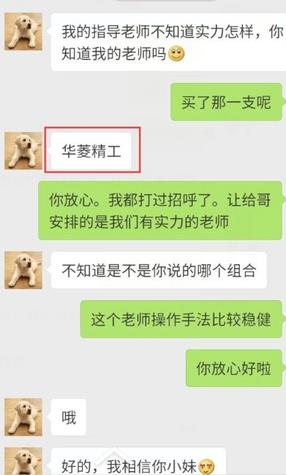 我的指导老师不知道实力怎样，你
知道我的老师吗
买了那一支呢
华菱精工
你放心。我都打过招呼了。让给哥
安排的是我们有实力的老师
不知道是不是你说的哪个组合
这个老师操作手法比较稳健
你放心好啦
哦
好的，我相信你小妹